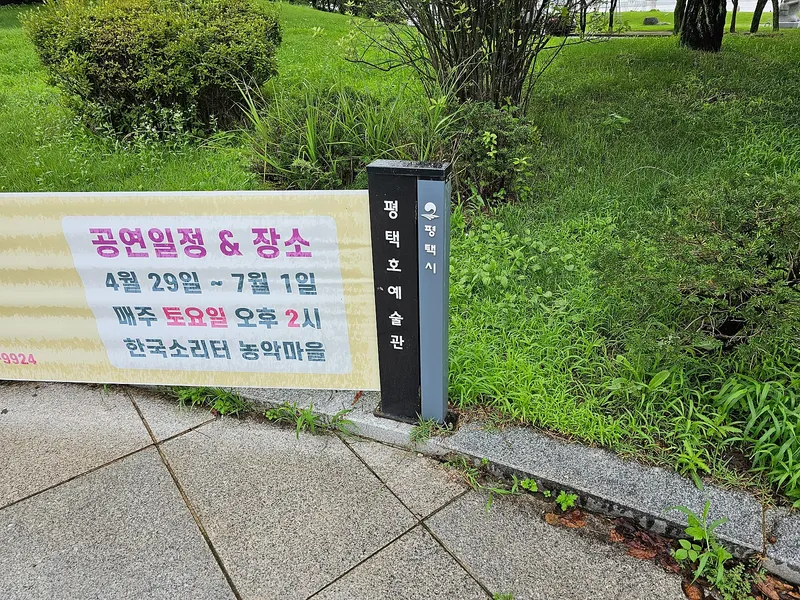 공연일정 & 장소
4월 29일 ~ 7월 1일
매주 토요일 오후 2시
한국소리터 농악마을
-9924
평택호예술관
평택시